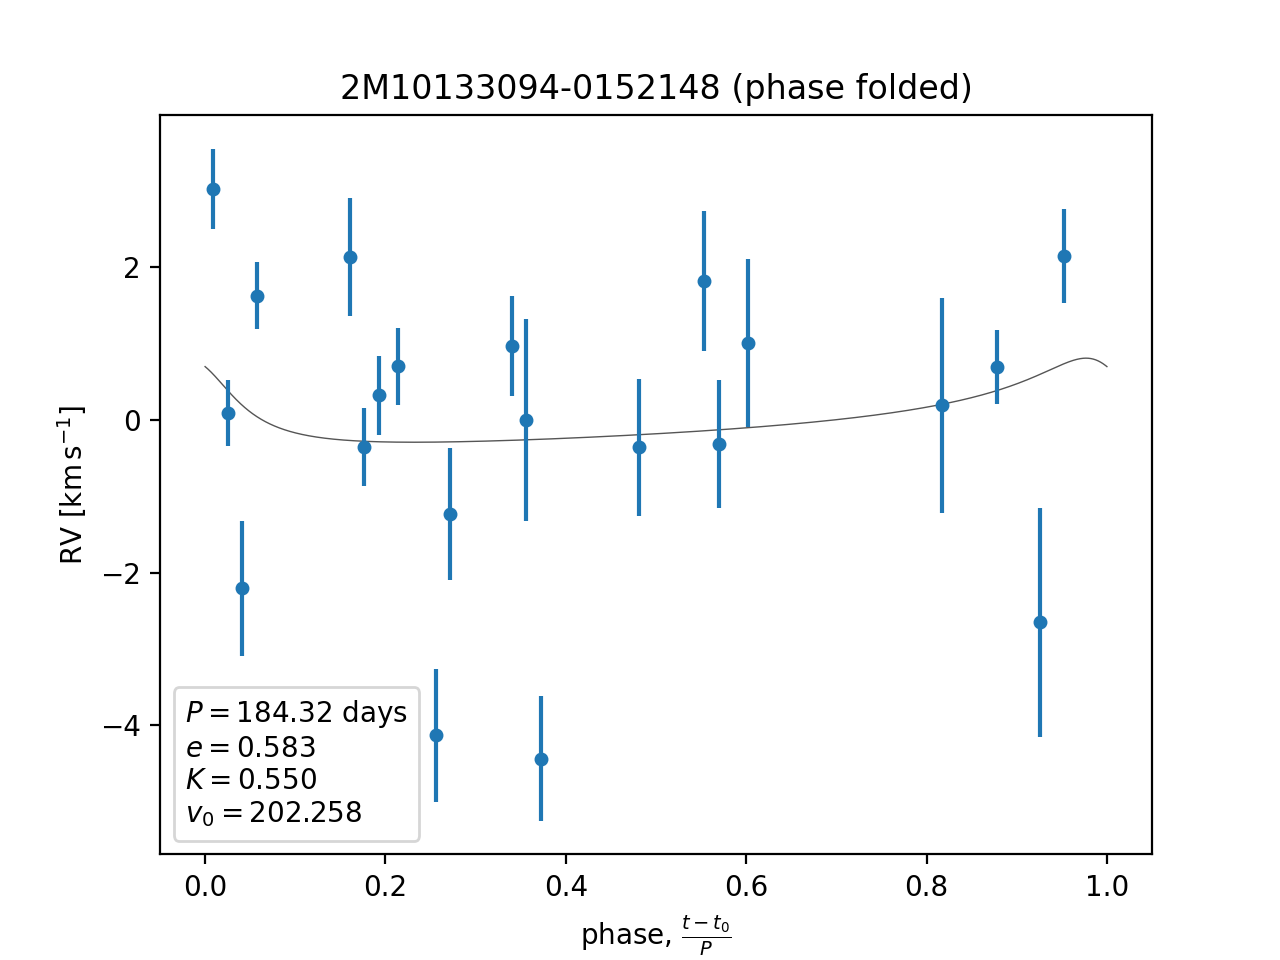 2M10133094-0152148 (phase folded)
RV [km s⁻¹]
2
0
−2
−4
P = 184.32 days
e = 0.583
K = 0.550
v₀ = 202.258
0.0 0.2 0.4 0.6 0.8 1.0
phase, (t − t₀)/P